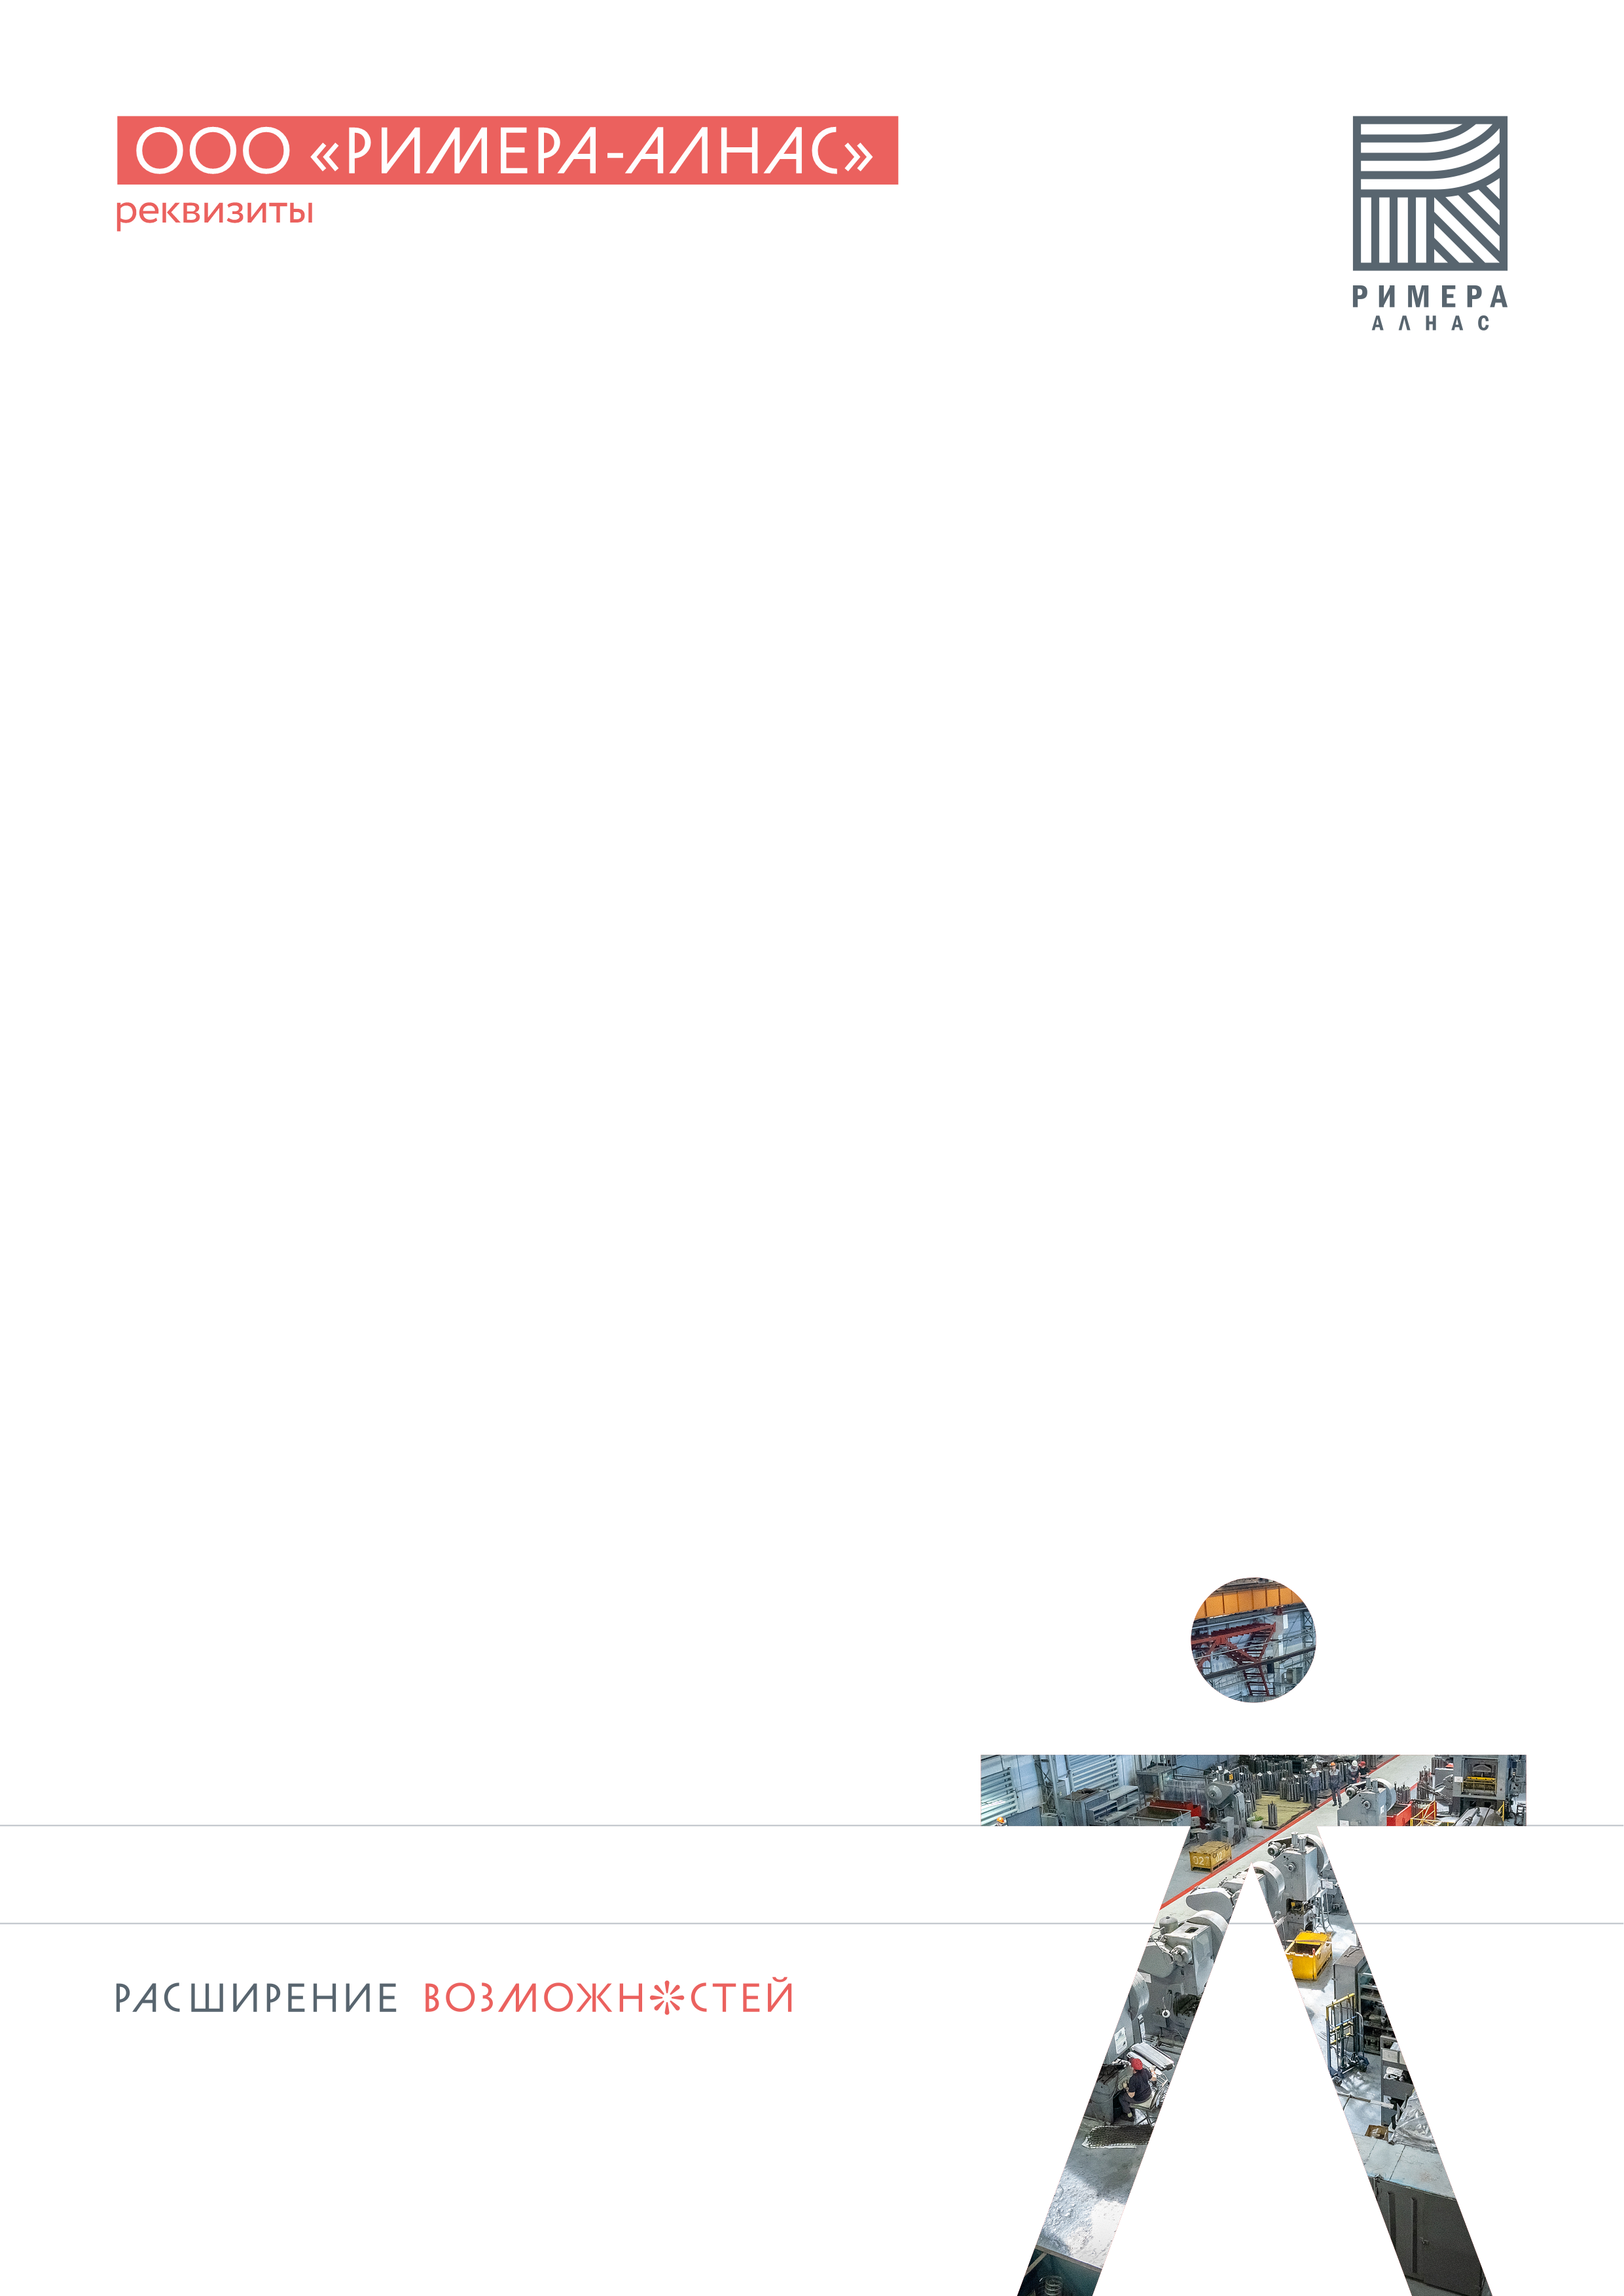 ООО «РИМЕРА-АЛНАС»
реквизиты
РИМЕРА
АЛНАС
РАСШИРЕНИЕ ВОЗМОЖНОСТЕЙ